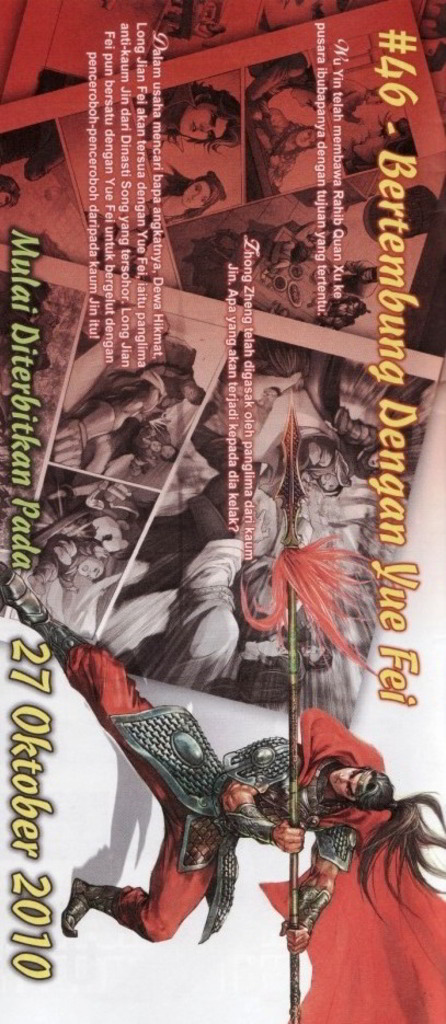 #46 - Bertembung Dengan Yue Fei
Wu Yin telah membawa Rahib Quan Xu ke
pusara ibubapanya dengan tujuan yang tertentu.
Zhong Zheng telah digasak oleh panglima dari kaum
Jin. Apa yang akan terjadi kepada dia kelak?
Dalam usaha mencari bapa angkatnya, Dewa Hikmat,
Long Jian Fei akan tersua dengan Yue Fei, iaitu panglima
anti-kaum Jin dari Dinasti Song yang tersohor. Long Jian
Fei pun bersatu dengan Yue Fei untuk bergelut dengan
penceroboh-penceroboh daripada kaum Jin itu!
Mulai Diterbitkan Pada 27 Oktober 2010